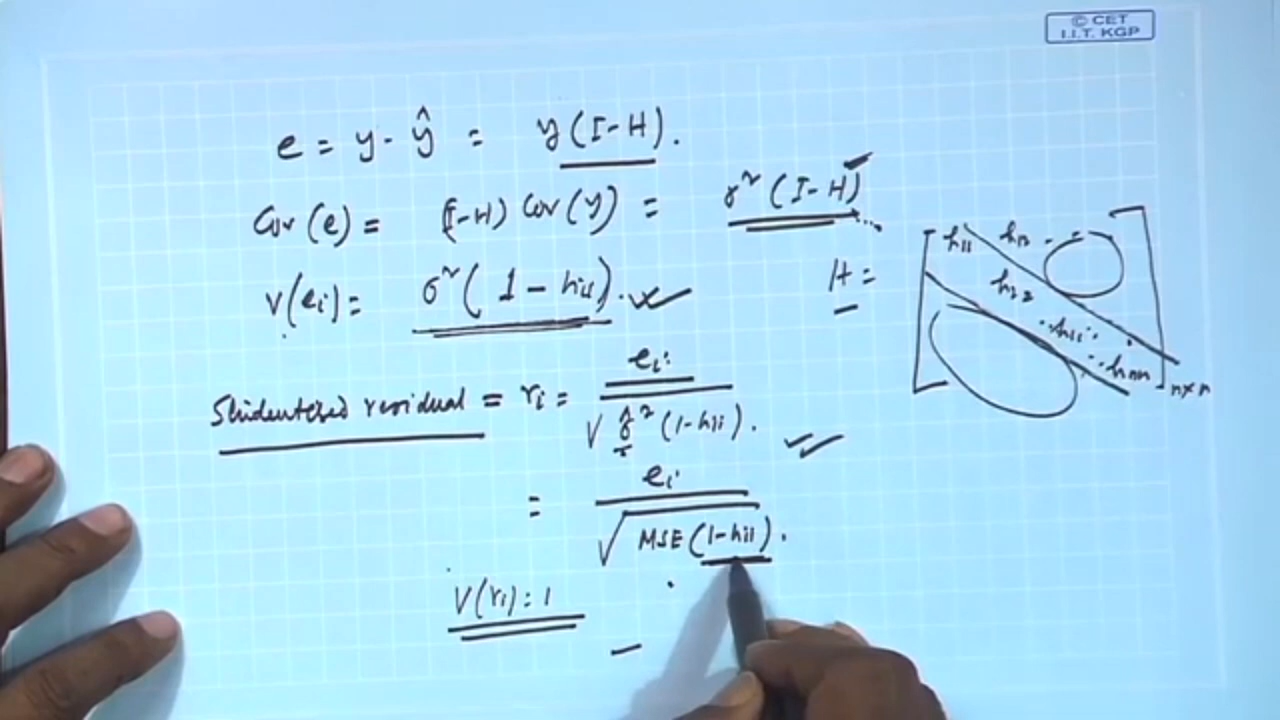 © CET
I.I.T. KGP
e = y - ŷ = y (I-H).
Cov (e) = (I-H) Cov (y) = σ² (I-H)
V(ei) = σ² ( 1 - hii).
H =
h11 h12 . - -
h22
.. hii ..
.. hnn
n×n
Studentized residual = ri = ei / √ σ̂² (1-hii).
= ei / √ MSE (1-hii).
V(ri) = 1